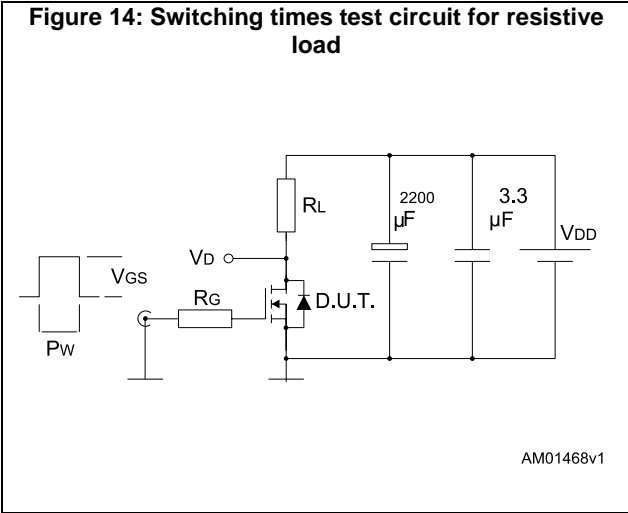 Figure 14: Switching times test circuit for resistive
load
2200
μF
3.3
μF
RL
VDD
VD
VGS
RG
D.U.T.
PW
AM01468v1